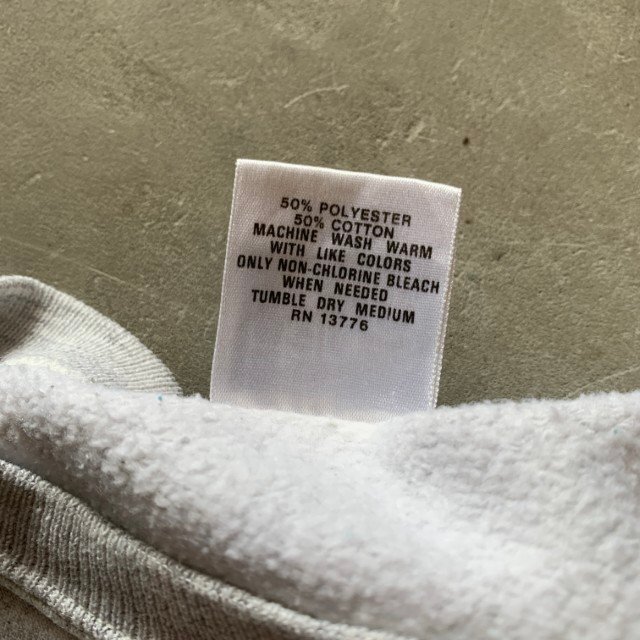 50% POLYESTER
50% COTTON
MACHINE WASH WARM
WITH LIKE COLORS
ONLY NON-CHLORINE BLEACH
WHEN NEEDED
TUMBLE DRY MEDIUM
RN 13776